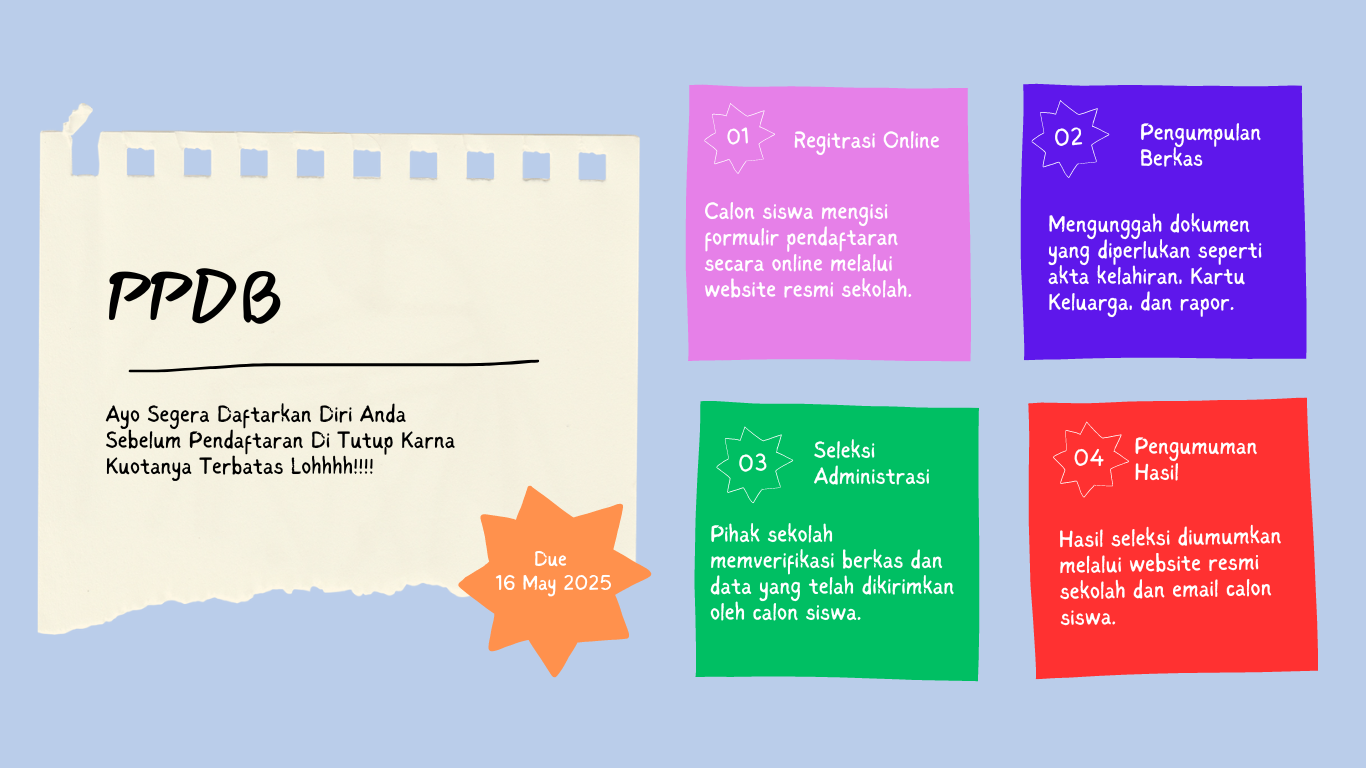 PPDB
Ayo Segera Daftarkan Diri Anda
Sebelum Pendaftaran Di Tutup Karna
Kuotanya Terbatas Lohhhh!!!!
Due
16 May 2025
01
Regitrasi Online
Calon siswa mengisi
formulir pendaftaran
secara online melalui
website resmi sekolah.
02
Pengumpulan
Berkas
Mengunggah dokumen
yang diperlukan seperti
akta kelahiran, Kartu
Keluarga, dan rapor.
03
Seleksi
Administrasi
Pihak sekolah
memverifikasi berkas dan
data yang telah dikirimkan
oleh calon siswa.
04
Pengumuman
Hasil
Hasil seleksi diumumkan
melalui website resmi
sekolah dan email calon
siswa.